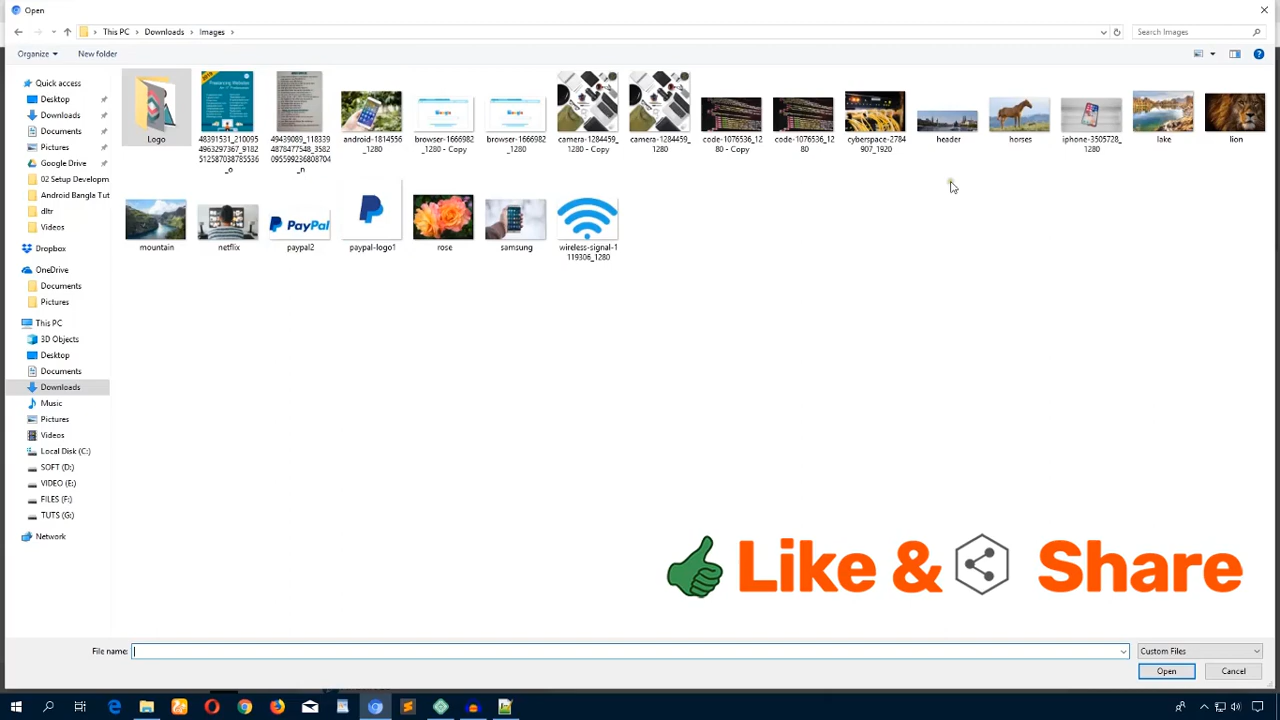 Open
This PC > Downloads > Images >
Search Images
Organize
New folder
Quick access
Desktop
Downloads
Documents
Pictures
Google Drive
02 Setup Developm
Android Bangla Tut
dltr
Videos
Dropbox
OneDrive
Documents
Pictures
This PC
3D Objects
Desktop
Documents
Downloads
Music
Pictures
Videos
Local Disk (C:)
SOFT (D:)
VIDEO (E:)
FILES (F:)
TUTS (G:)
Network
Logo
48391531_210095
4963297367_9182
512587038785536
_o
49439089_118339
4878477548_3582
095599236808704
_n
android-1814556
_1280
browser-1666982
_1280 - Copy
browser-1666982
_1280
camera-1284459_
1280 - Copy
camera-1284459_
1280
code-1076536_12
80 - Copy
code-1076536_12
80
cyberspace-2784
907_1920
header
horses
iphone-3505728_
1280
lake
lion
mountain
netflix
PayPal
paypal2
paypal-logo1
rose
samsung
wireless-signal-1
119306_1280
Like & Share
File name:
Custom Files
Open
Cancel